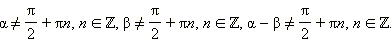 α ≠ π/2 + πn, n ∈ ℤ, β ≠ π/2 + πn, n ∈ ℤ, α − β ≠ π/2 + πn, n ∈ ℤ.